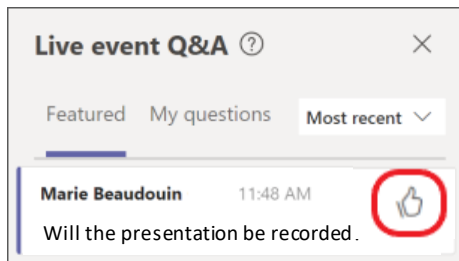 Live event Q&A ?
Featured My questions Most recent
Marie Beaudouin 11:48 AM
Will the presentation be recorded.